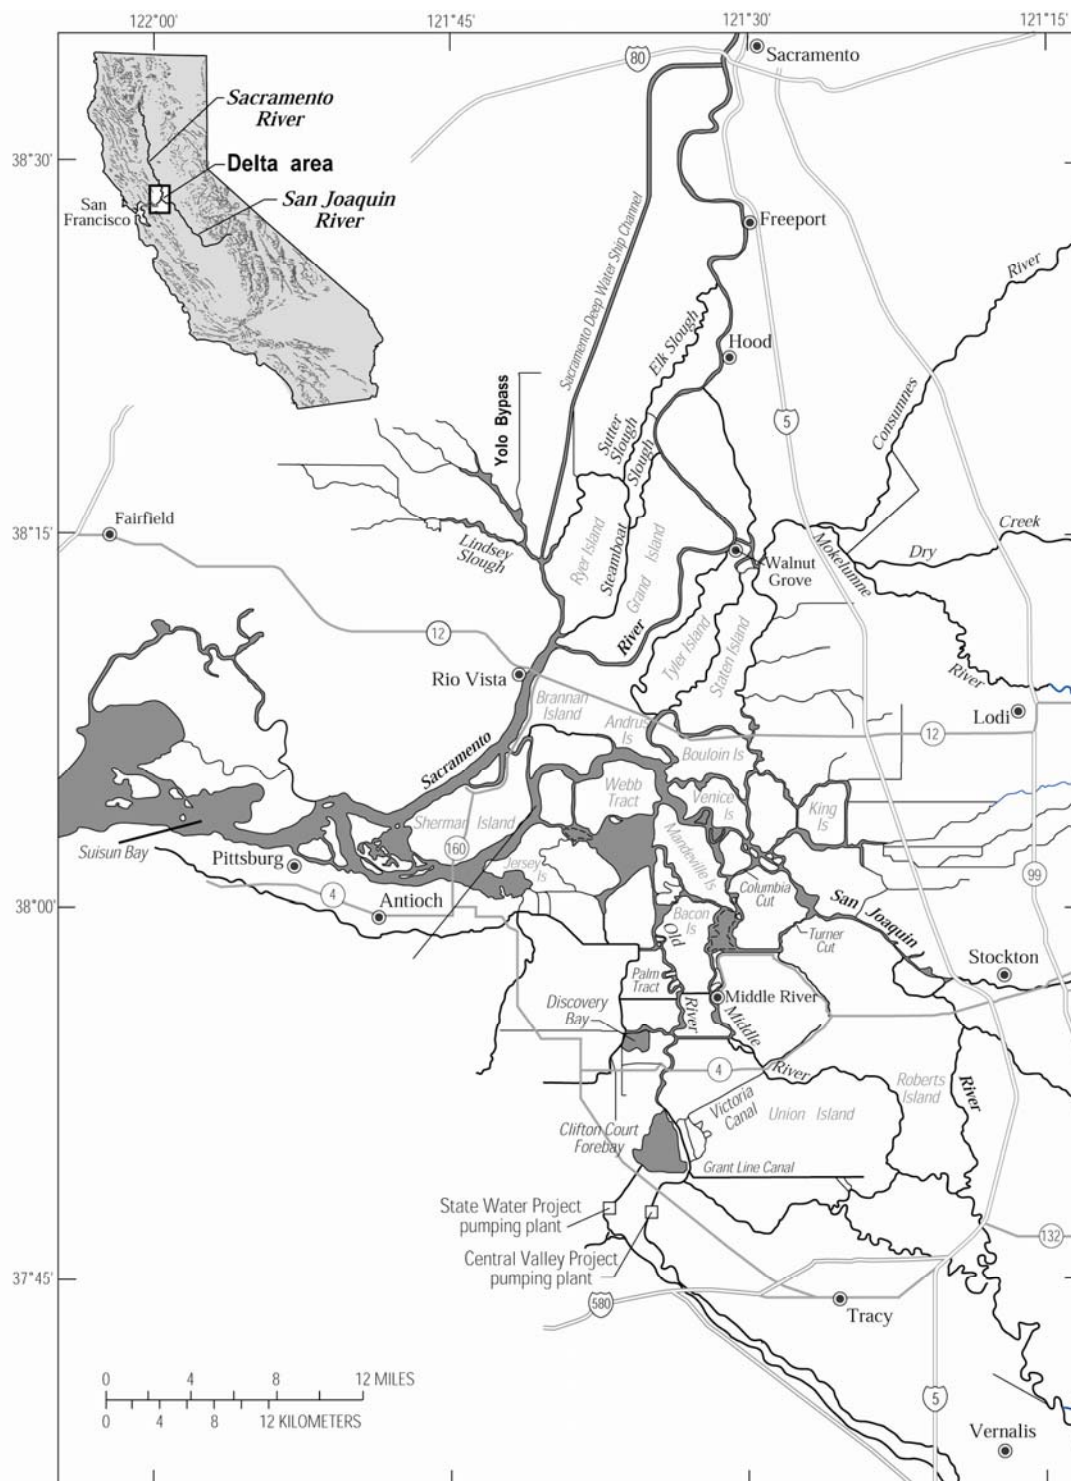 122°00'
121°45'
121°30'
121°15'
80
Sacramento
Sacramento
River
Delta area
San Joaquin
River
San
Francisco
38°30'
Freeport
River
Sacramento Deep Water Ship Channel
Elk Slough
Hood
Yolo Bypass
Sutter
Slough
Slough
Steamboat
5
Consumnes
38°15'
Fairfield
Lindsey
Slough
Ryer Island
Grand Island
Creek
Dry
Mokelumne
River
Walnut
Grove
12
River
Tyler Island
Staten Island
Rio Vista
Brannan
Island
Andrus
Is
Lodi
12
Sacramento
Bouloin Is
Webb
Tract
Venice
Is
King
Is
Sherman Island
160
Mandeville Is
Suisun Bay
Pittsburg
Jersey
Is
99
4
Columbia
Cut
38°00'
Antioch
Bacon
Is
San Joaquin
Old
River
Turner
Cut
Stockton
Palm
Tract
Middle River
Discovery
Bay
Middle
River
4
Roberts
Island
River
Victoria
Canal
Union Island
Clifton Court
Forebay
Grant Line Canal
State Water Project
pumping plant
132
Central Valley Project
pumping plant
37°45'
580
Tracy
0 4 8 12 MILES
0 4 8 12 KILOMETERS
5
Vernalis